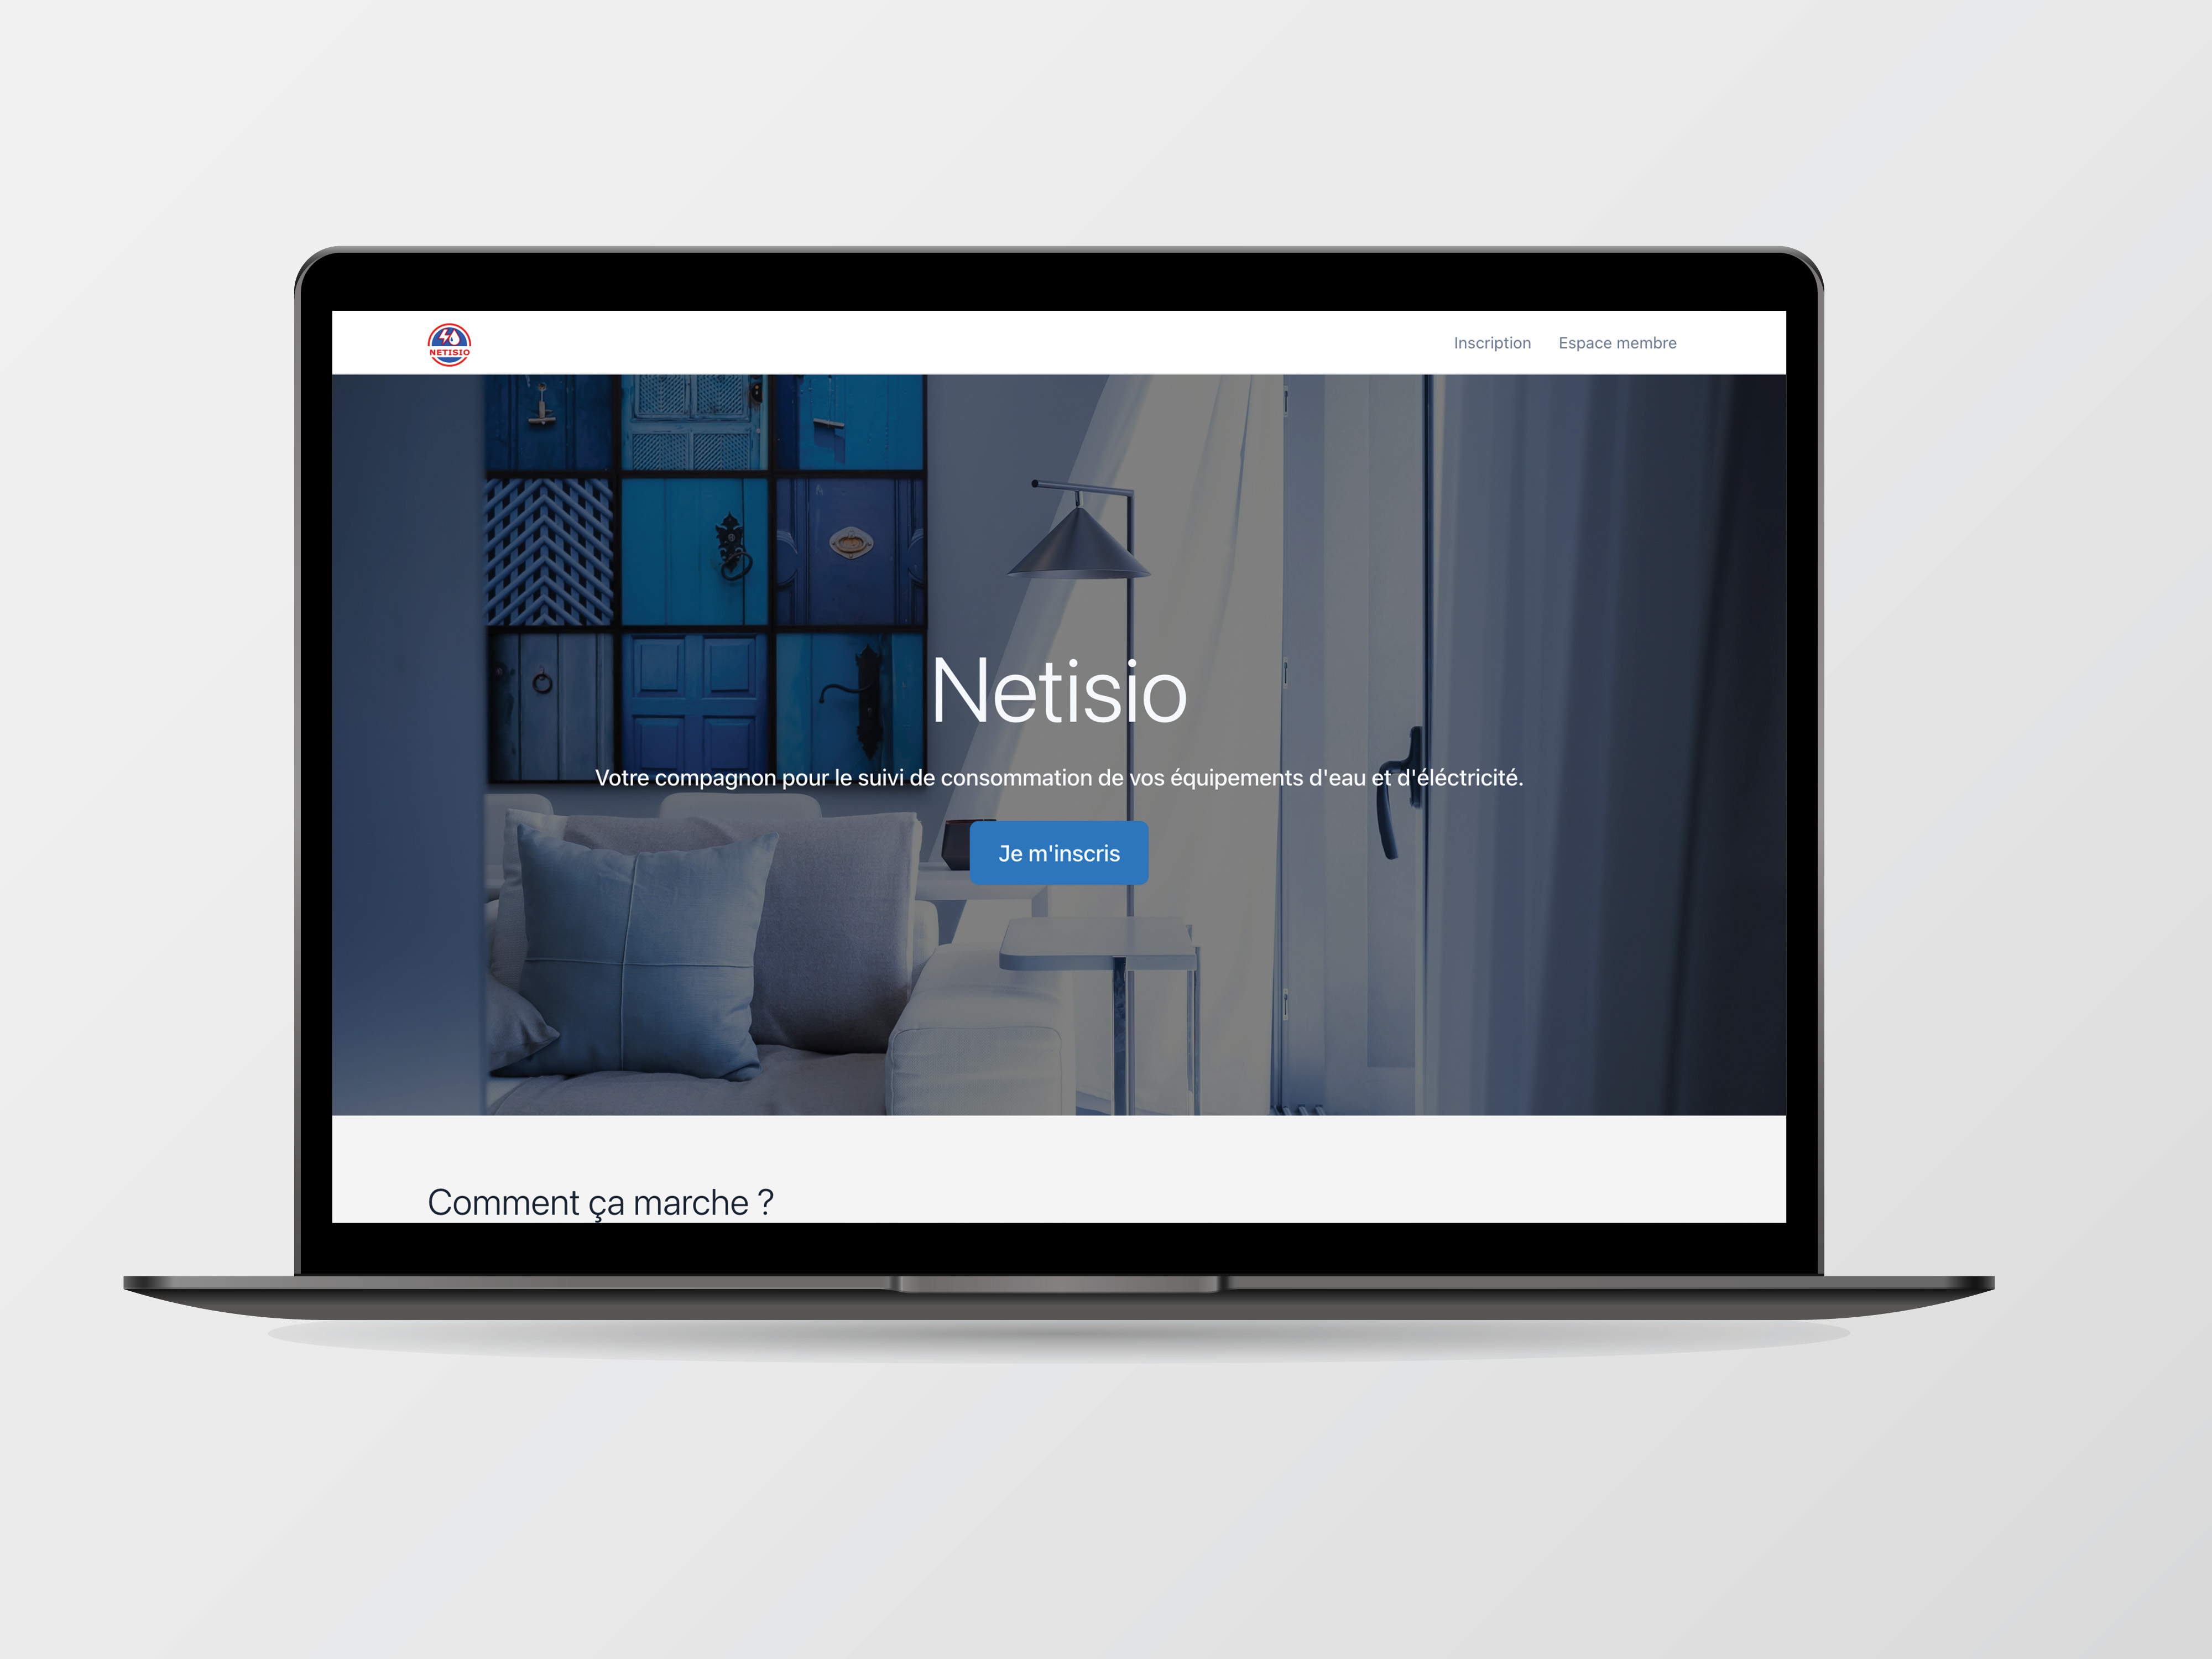 NETISIO
Inscription
Espace membre
Netisio
Votre compagnon pour le suivi de consommation de vos équipements d'eau et d'éléctricité.
Je m'inscris
Comment ça marche ?